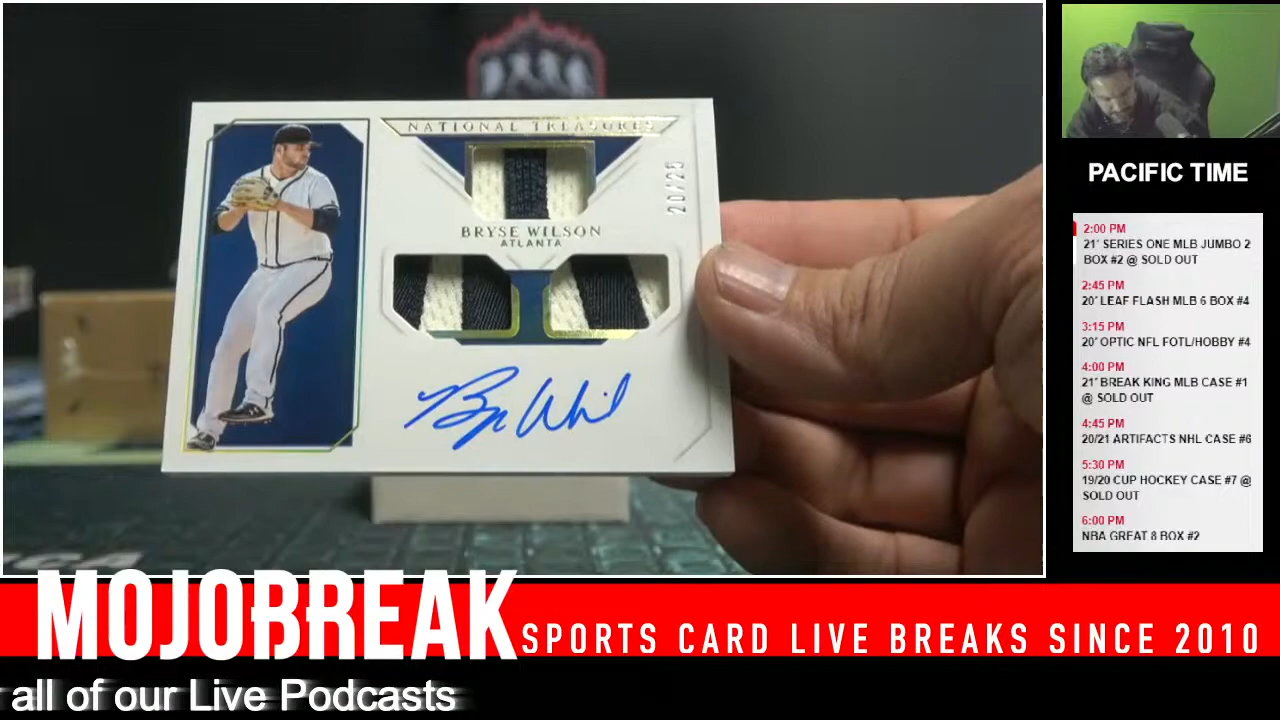 NATIONAL TREASURES
20/25
BRYSE WILSON
ATLANTA
PACIFIC TIME
2:00 PM
21' SERIES ONE MLB JUMBO 2
BOX #2 @ SOLD OUT
2:45 PM
20' LEAF FLASH MLB 6 BOX #4
3:15 PM
20' OPTIC NFL FOTL/HOBBY #4
4:00 PM
21' BREAK KING MLB CASE #1
@ SOLD OUT
4:45 PM
20/21 ARTIFACTS NHL CASE #6
5:30 PM
19/20 CUP HOCKEY CASE #7 @
SOLD OUT
6:00 PM
NBA GREAT 8 BOX #2
MOJOBREAK
SPORTS CARD LIVE BREAKS SINCE 2010
all of our Live Podcasts